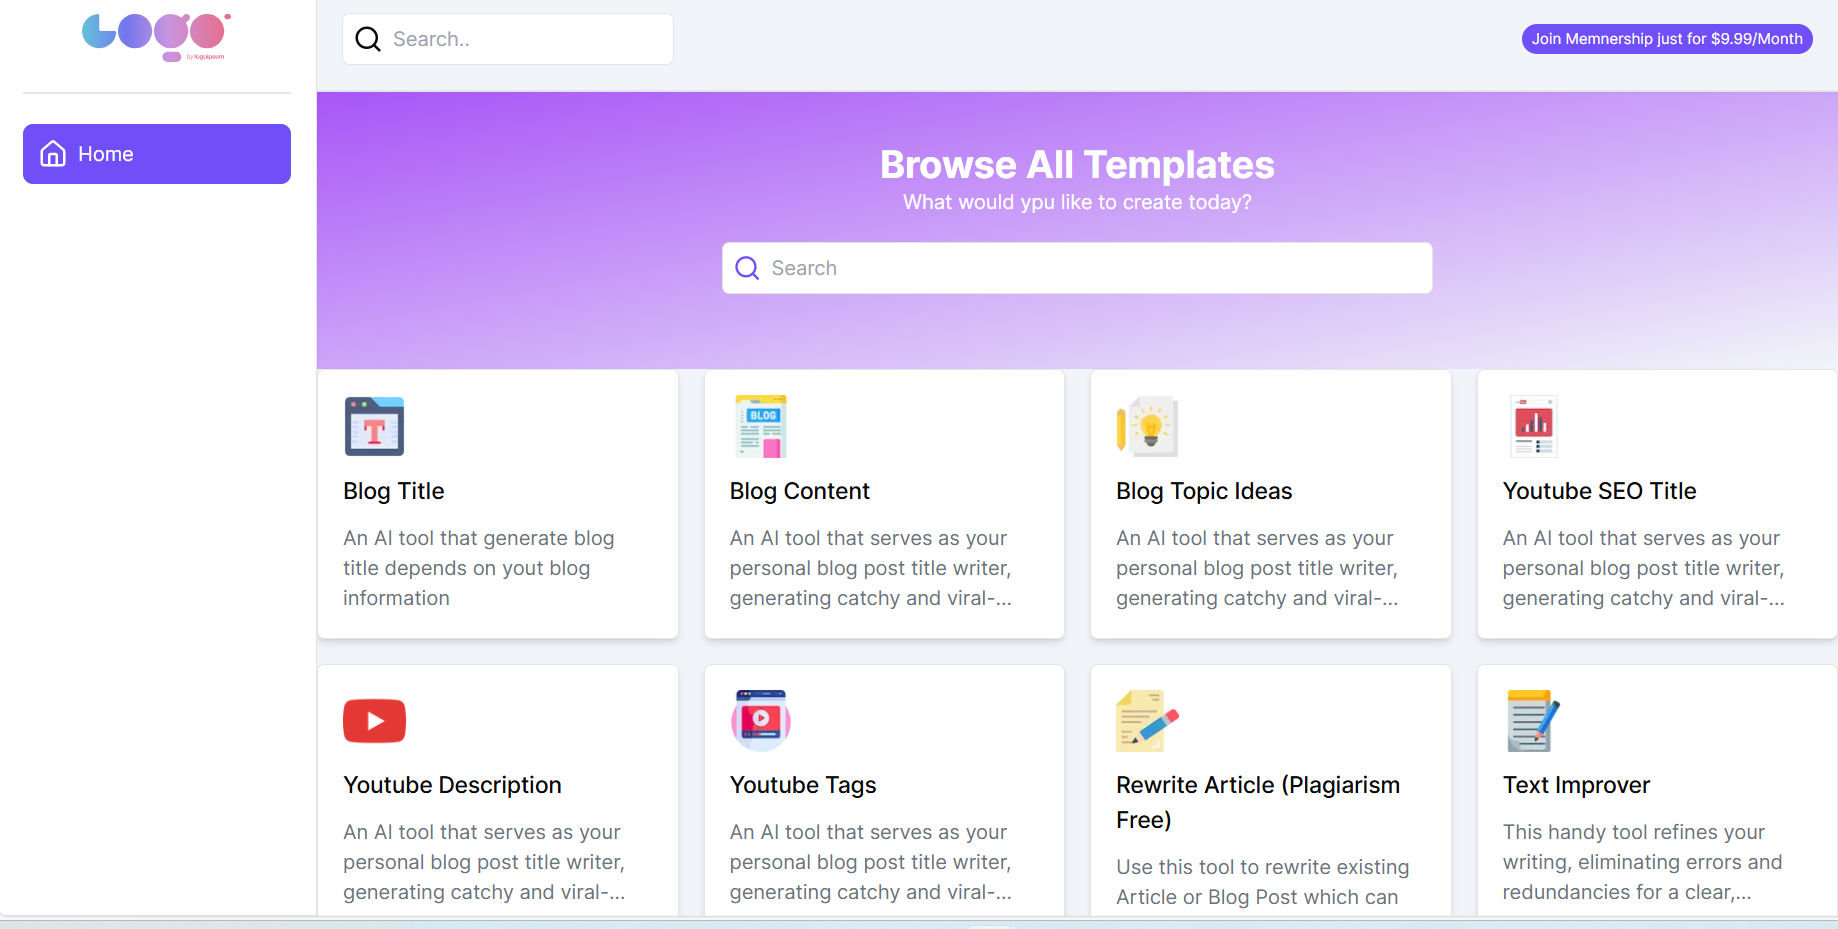 Logo
by logoipsum
Search..
Join Memnership just for $9.99/Month
Home
Browse All Templates
What would ypu like to create today?
Search
T
Blog Title
An AI tool that generate blog
title depends on yout blog
information
BLOG
Blog Content
An AI tool that serves as your
personal blog post title writer,
generating catchy and viral-...
Blog Topic Ideas
An AI tool that serves as your
personal blog post title writer,
generating catchy and viral-...
Youtube SEO Title
An AI tool that serves as your
personal blog post title writer,
generating catchy and viral-...
Youtube Description
An AI tool that serves as your
personal blog post title writer,
generating catchy and viral-...
Youtube Tags
An AI tool that serves as your
personal blog post title writer,
generating catchy and viral-...
Rewrite Article (Plagiarism
Free)
Use this tool to rewrite existing
Article or Blog Post which can
Text Improver
This handy tool refines your
writing, eliminating errors and
redundancies for a clear,...